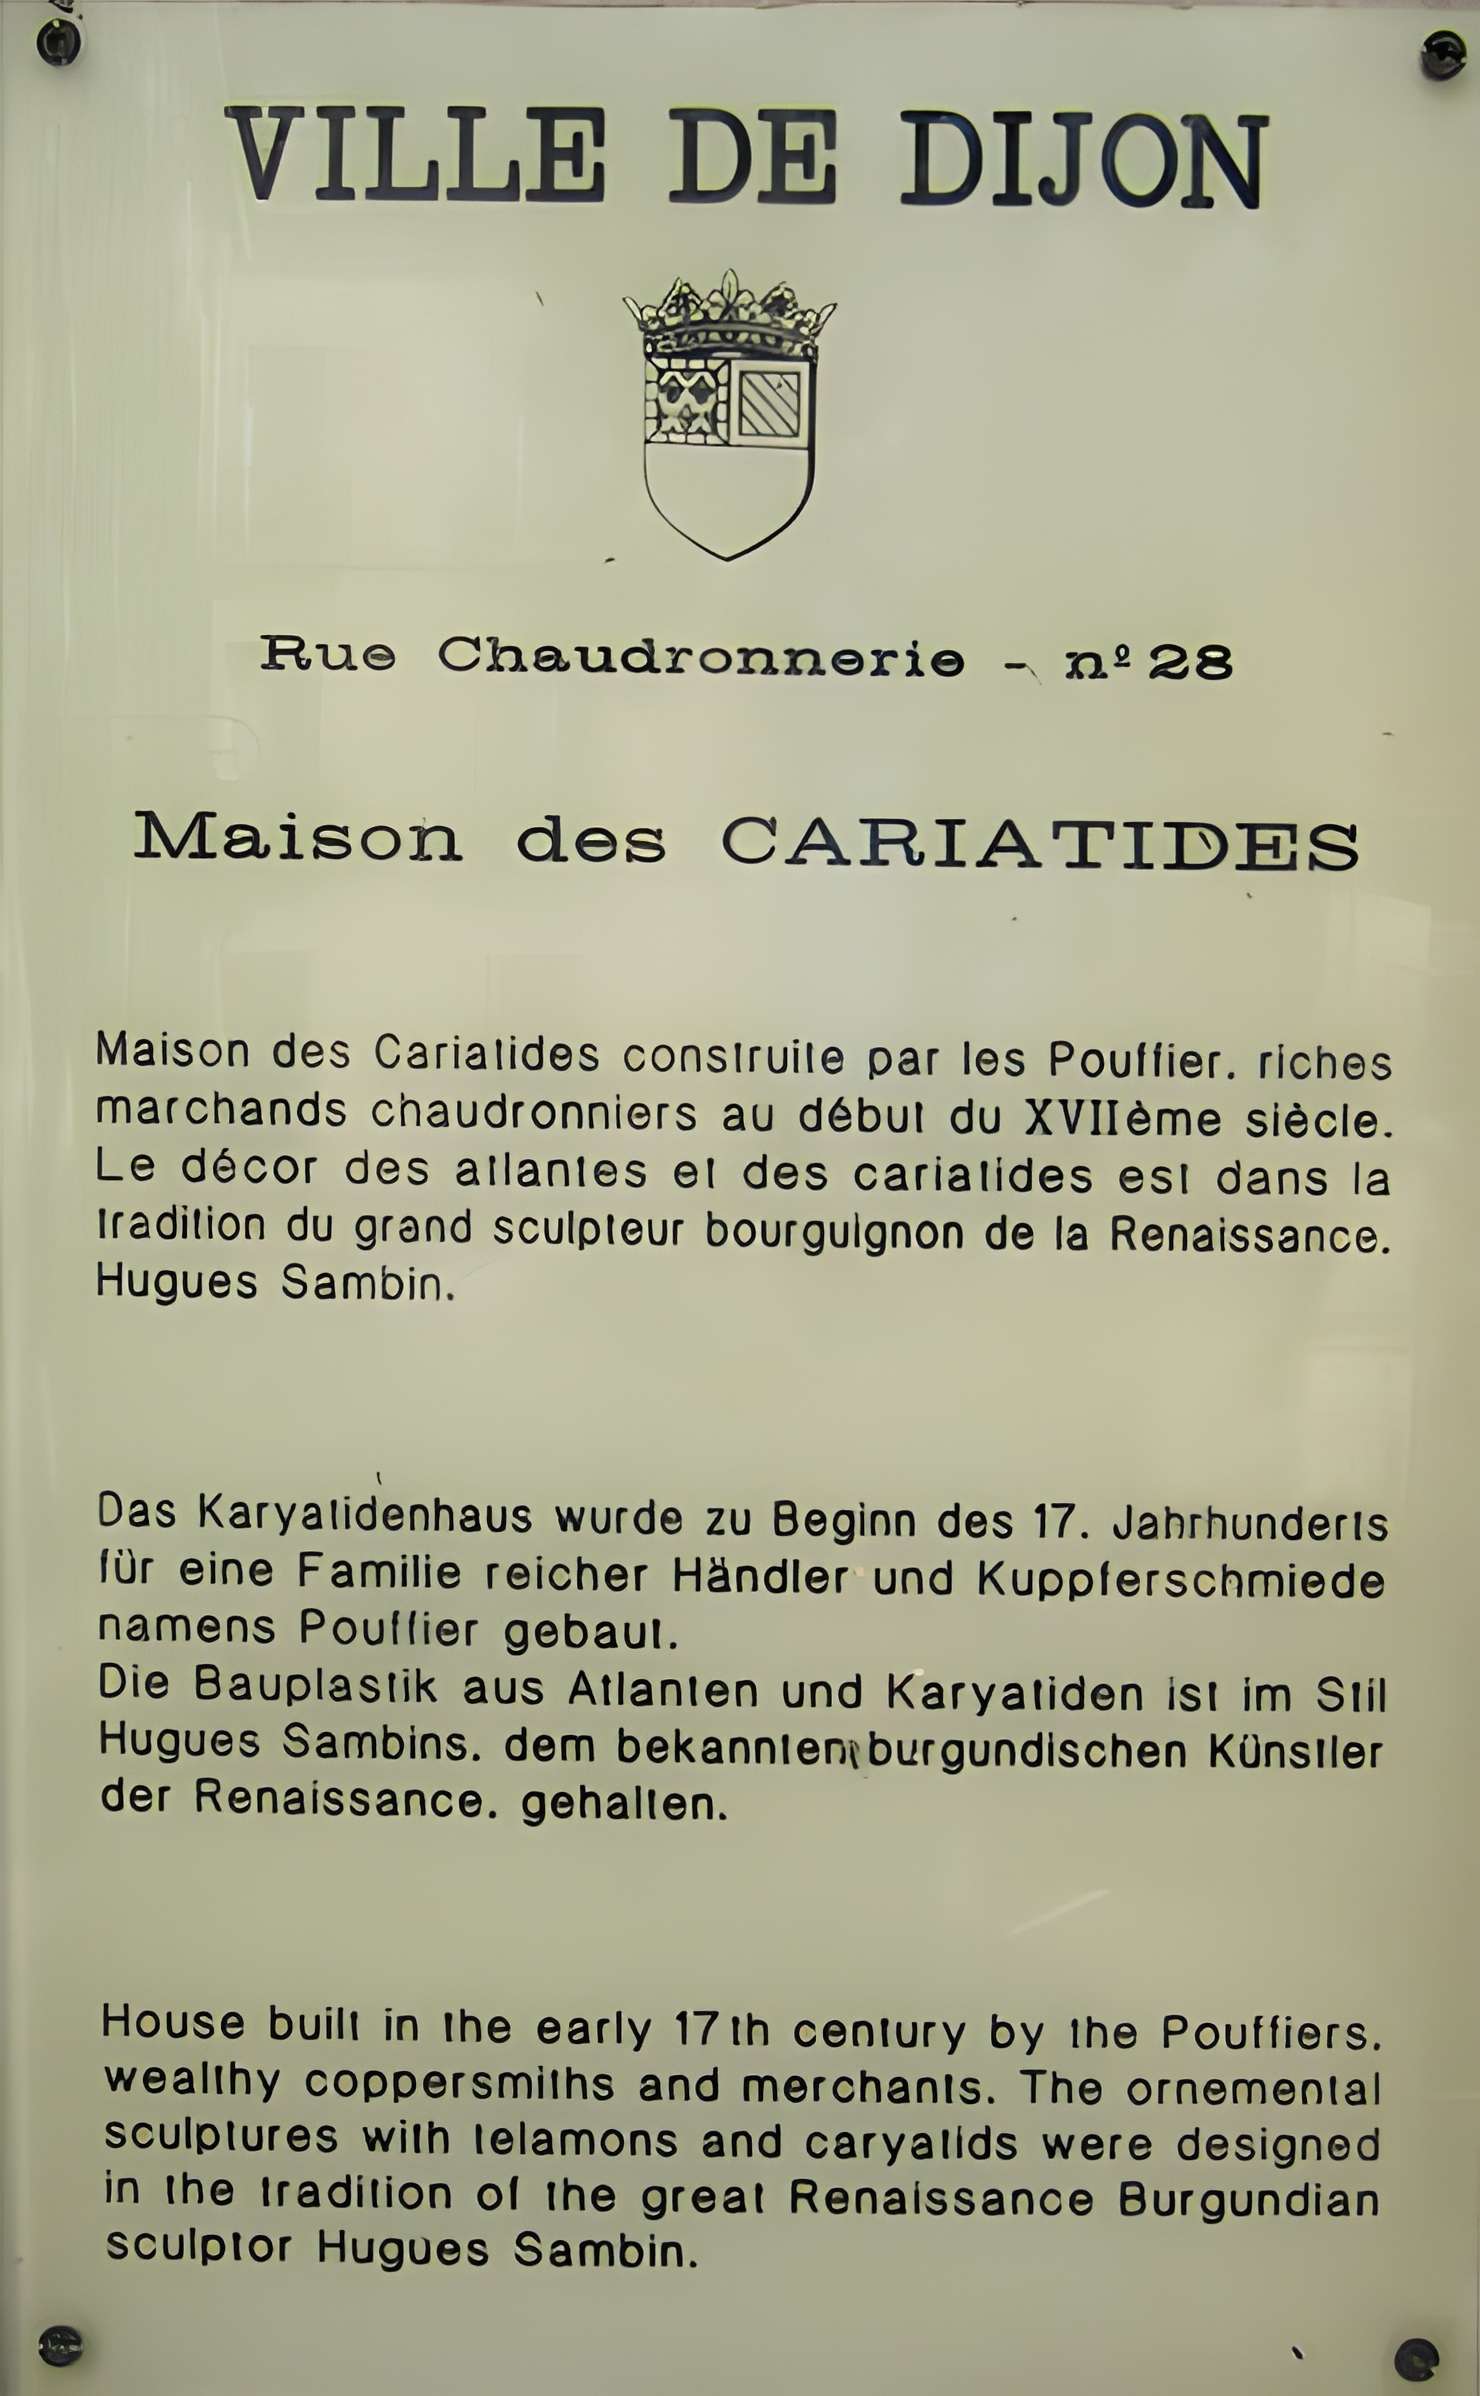 VILLE DE DIJON
Rue Chaudronnerie - nº 28
Maison des CARIATIDES
Maison des Cariatides construite par les Pouffier, riches
marchands chaudronniers au début du XVIIème siècle.
Le décor des atlantes et des cariatides est dans la
tradition du grand sculpteur bourguignon de la Renaissance,
Hugues Sambin.
Das Karyatidenhaus wurde zu Beginn des 17. Jahrhunderts
für eine Familie reicher Händler und Kuppferschmiede
namens Pouffier gebaut.
Die Bauplastik aus Atlanten und Karyatiden ist im Stil
Hugues Sambins, dem bekannten burgundischen Künstler
der Renaissance, gehalten.
House built in the early 17th century by the Pouffiers,
wealthy coppersmiths and merchants. The ornemental
sculptures with telamons and caryatids were designed
in the tradition of the great Renaissance Burgundian
sculptor Hugues Sambin.